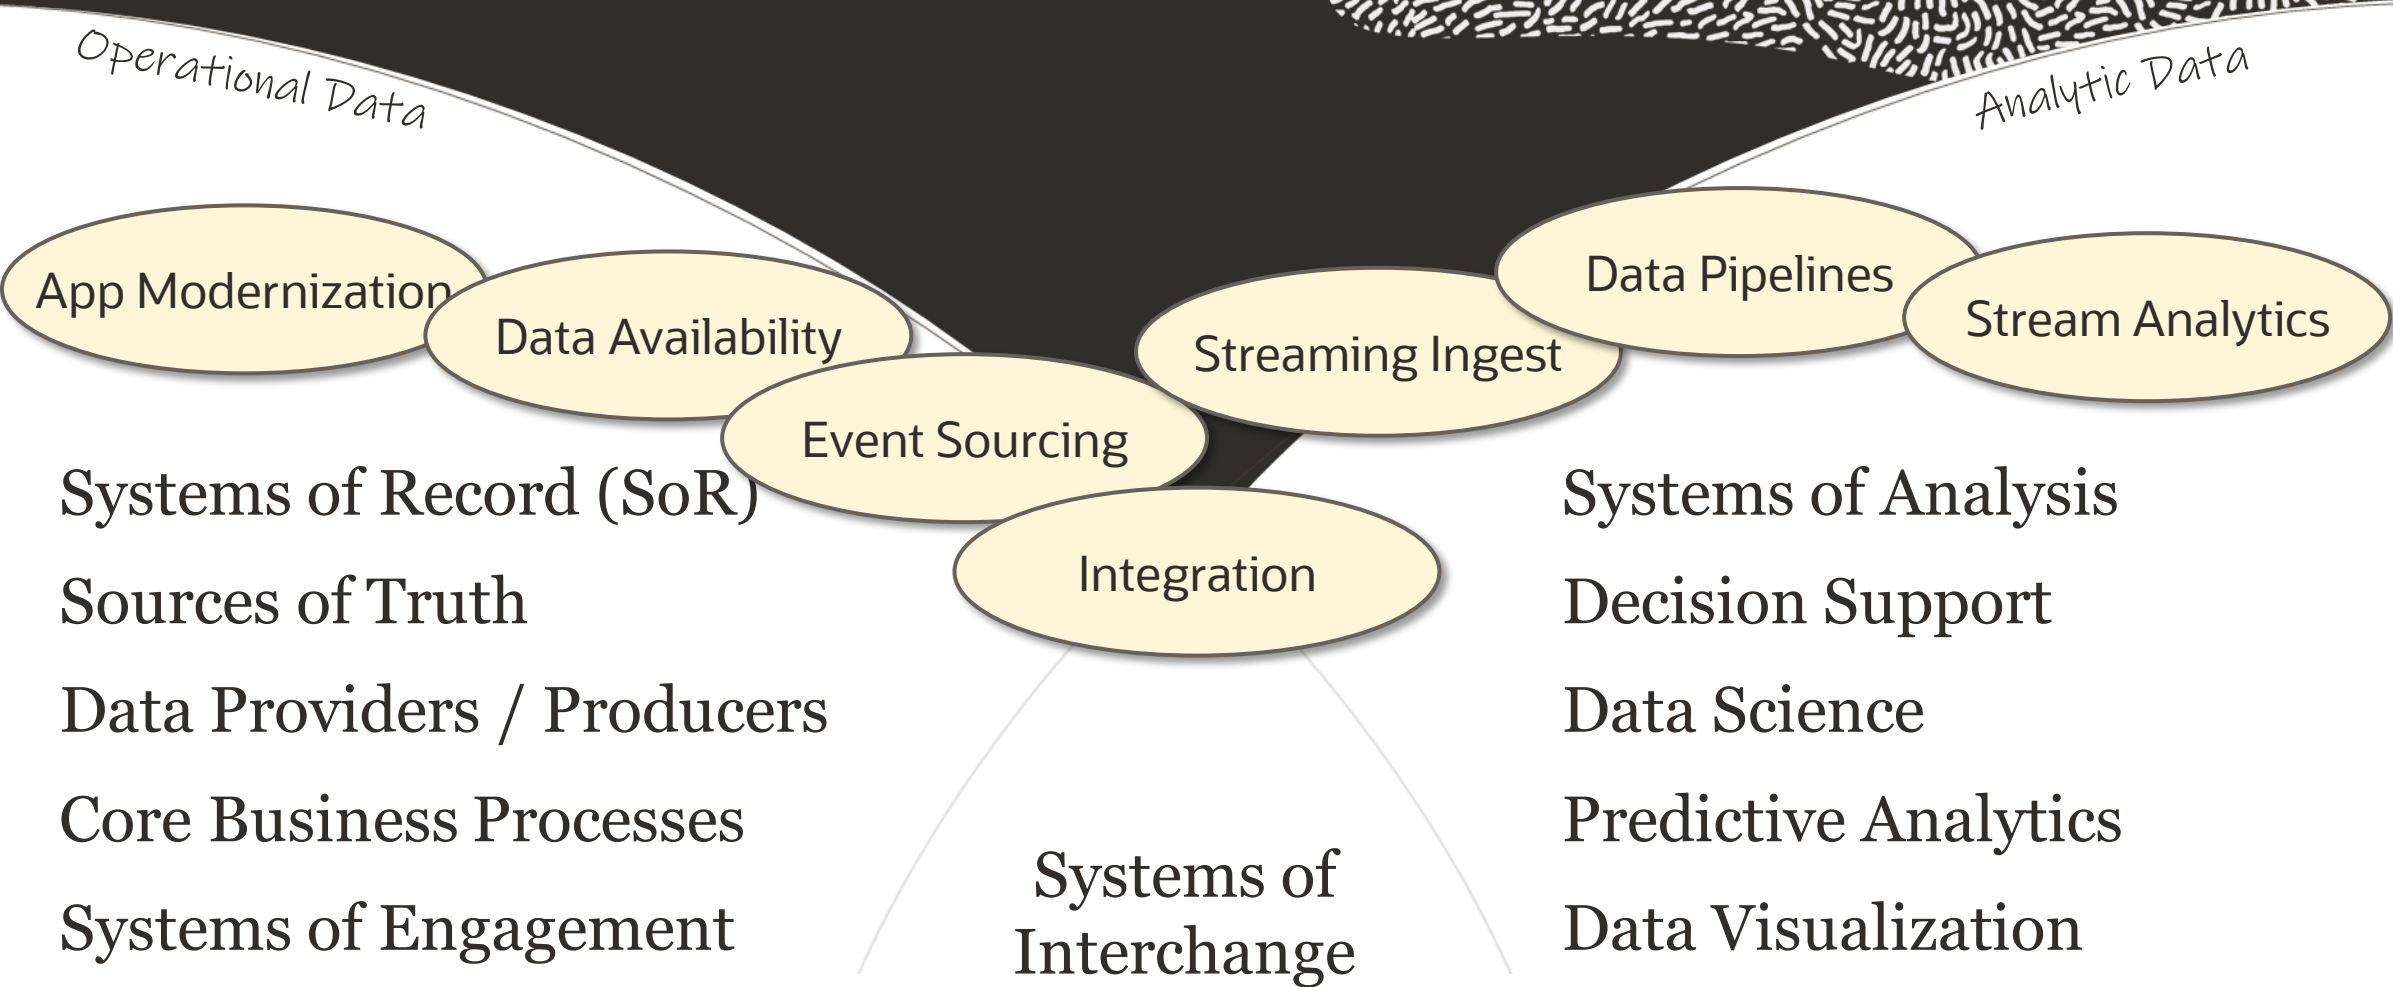 Operational Data
Analytic Data
App Modernization
Data Availability
Event Sourcing
Integration
Streaming Ingest
Data Pipelines
Stream Analytics
Systems of Record (SoR)
Sources of Truth
Data Providers / Producers
Core Business Processes
Systems of Engagement
Systems of
Interchange
Systems of Analysis
Decision Support
Data Science
Predictive Analytics
Data Visualization